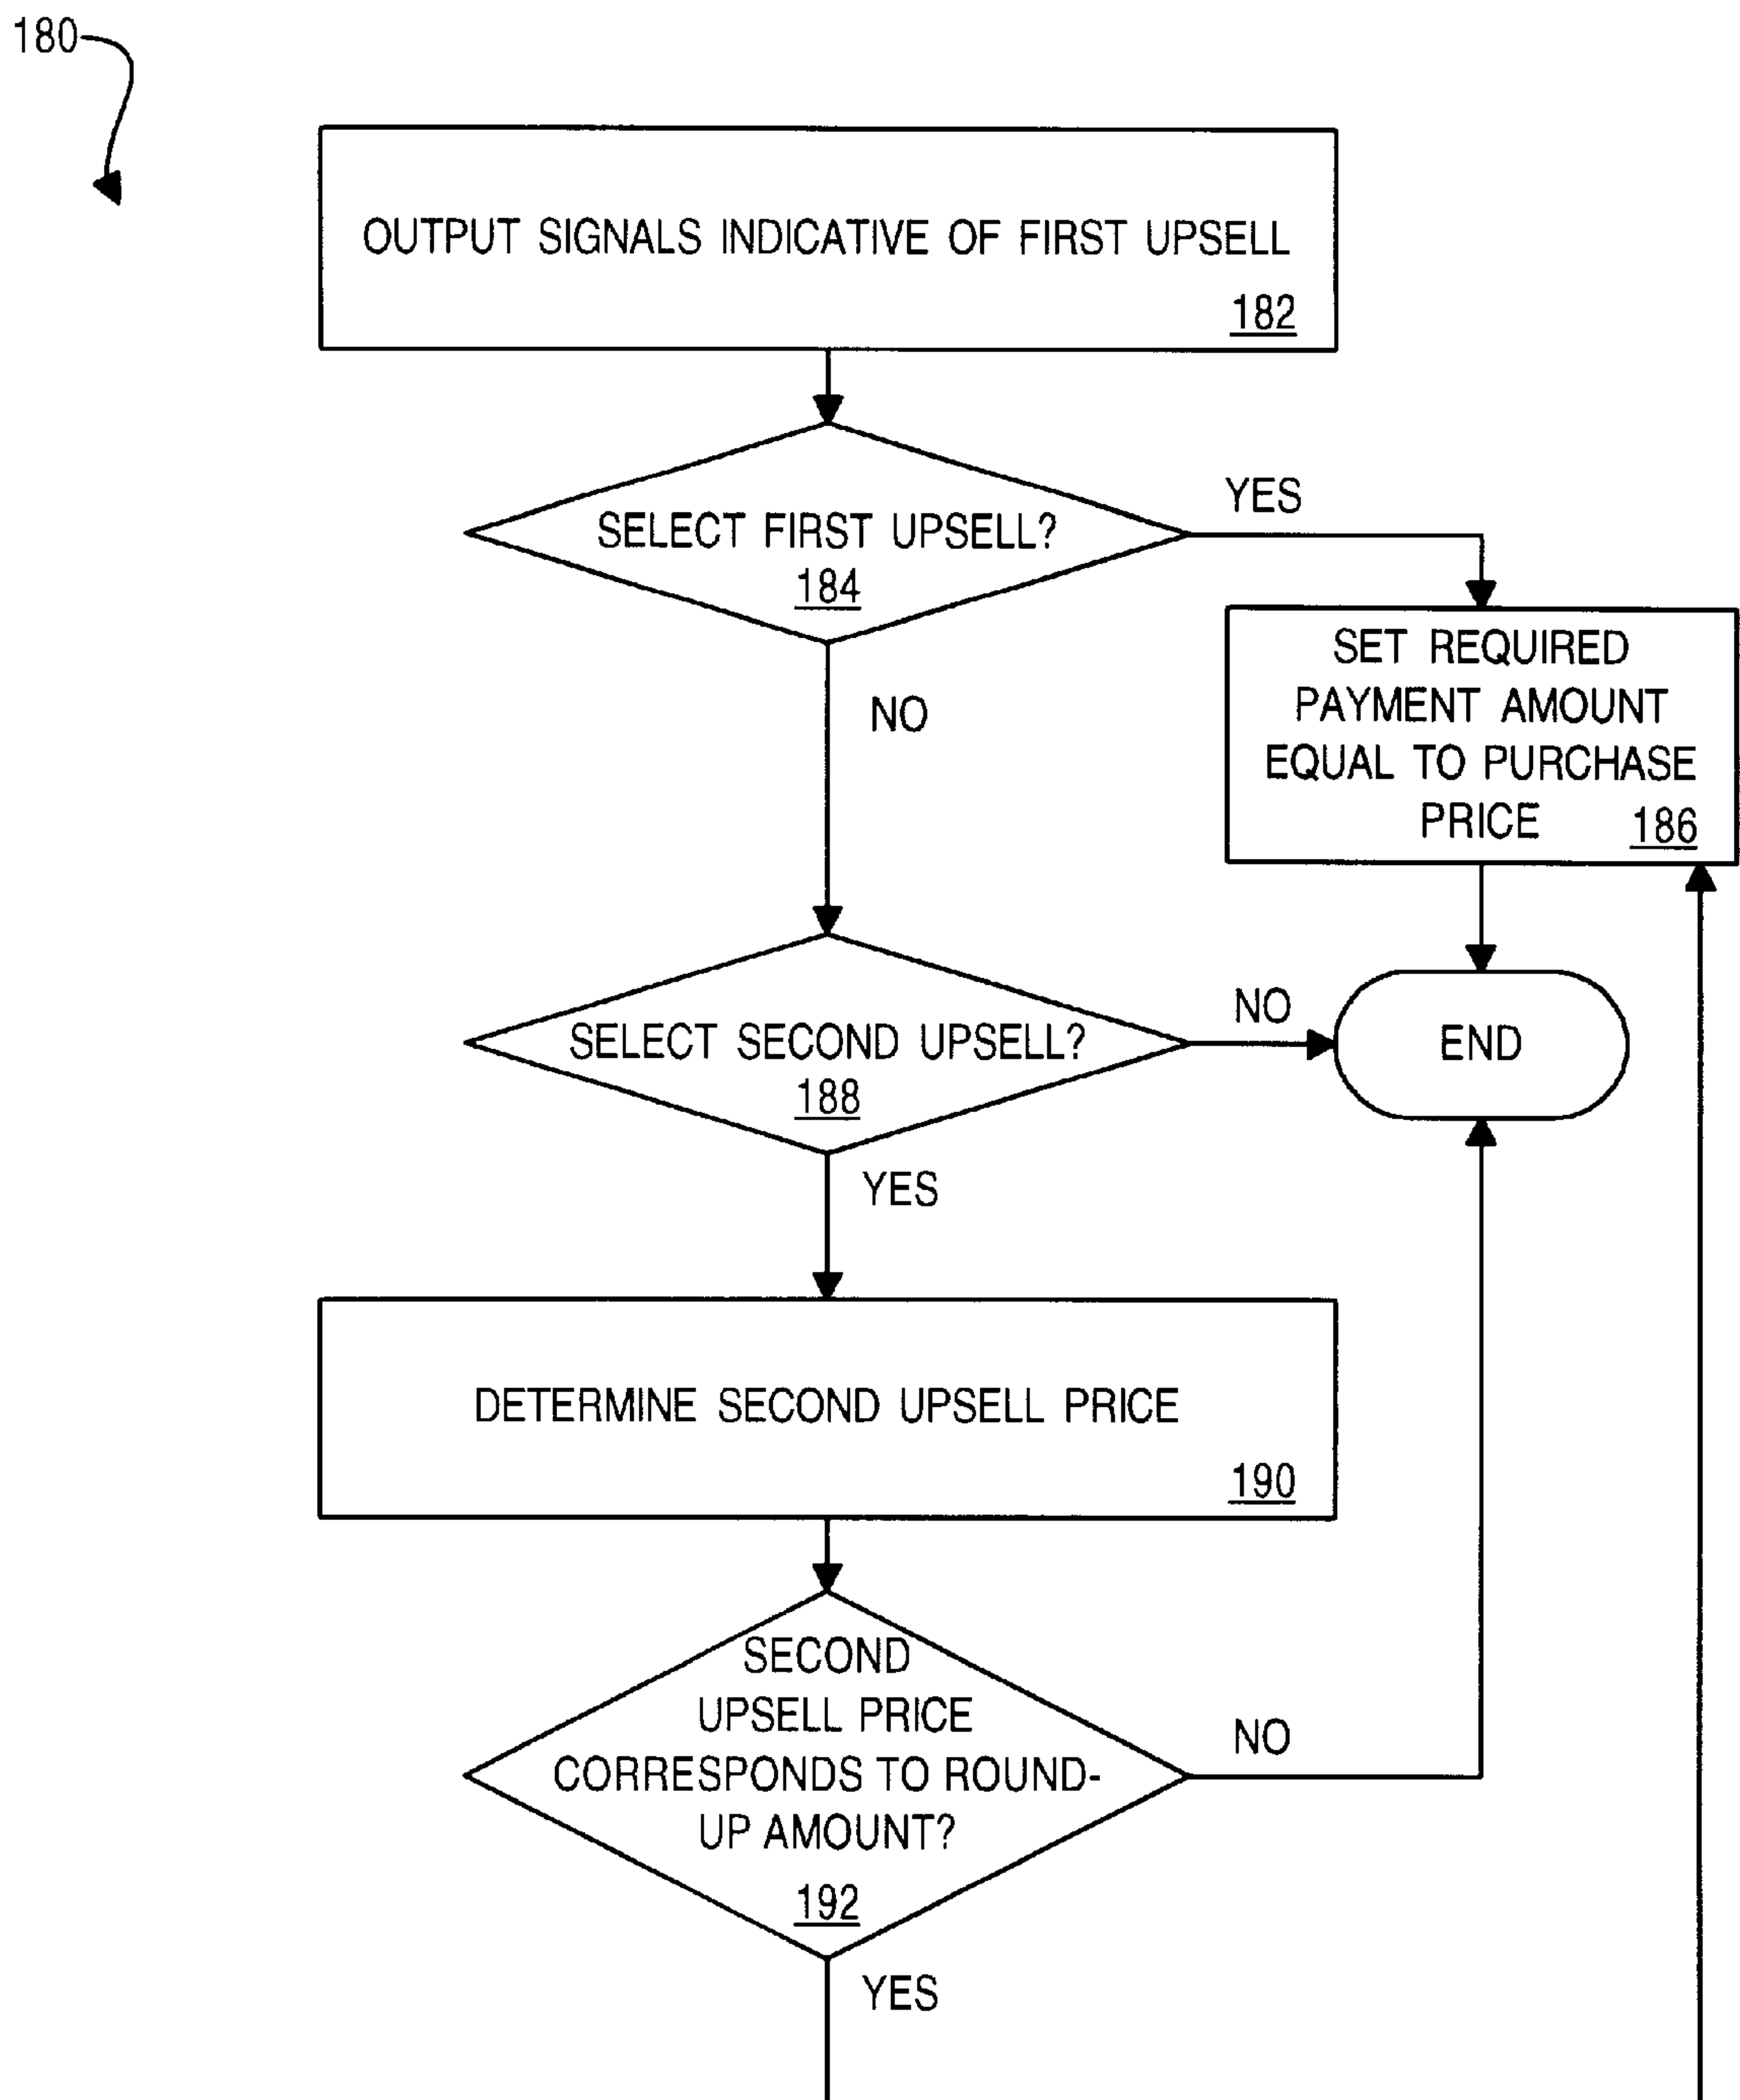 180
OUTPUT SIGNALS INDICATIVE OF FIRST UPSELL
182
SELECT FIRST UPSELL?
184
YES
NO
SET REQUIRED
PAYMENT AMOUNT
EQUAL TO PURCHASE
PRICE 186
SELECT SECOND UPSELL?
188
NO
END
YES
DETERMINE SECOND UPSELL PRICE
190
SECOND
UPSELL PRICE
CORRESPONDS TO ROUND-
UP AMOUNT?
192
NO
YES